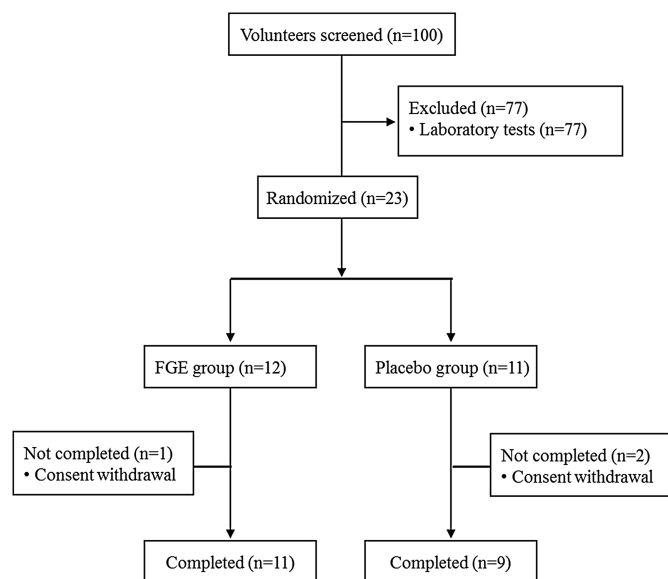 Volunteers screened (n=100)
Excluded (n=77)
• Laboratory tests (n=77)
Randomized (n=23)
FGE group (n=12)
Placebo group (n=11)
Not completed (n=1)
• Consent withdrawal
Not completed (n=2)
• Consent withdrawal
Completed (n=11)
Completed (n=9)